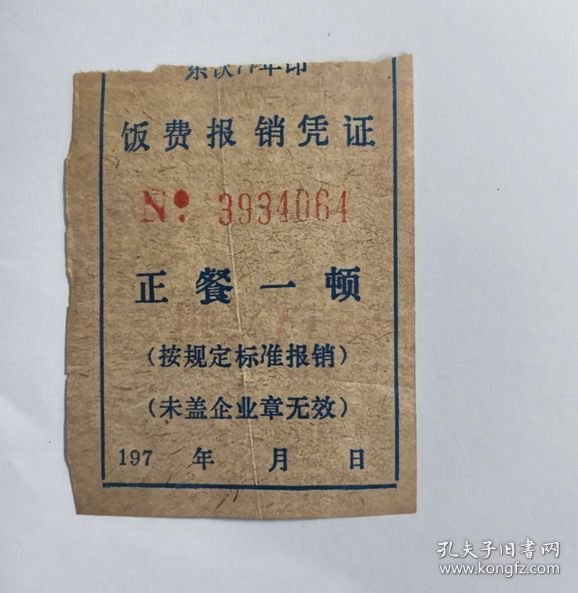 年印
饭费报销凭证
№ 3934064
正餐一顿
(按规定标准报销)
(未盖企业章无效)
197 年 月 日
孔夫子旧书网
www.kongfz.com